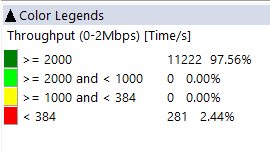 Color Legends
Throughput (0-2Mbps) [Time/s]
>= 2000 11222 97.56%
>= 2000 and < 1000 0 0.00%
>= 1000 and < 384 0 0.00%
< 384 281 2.44%